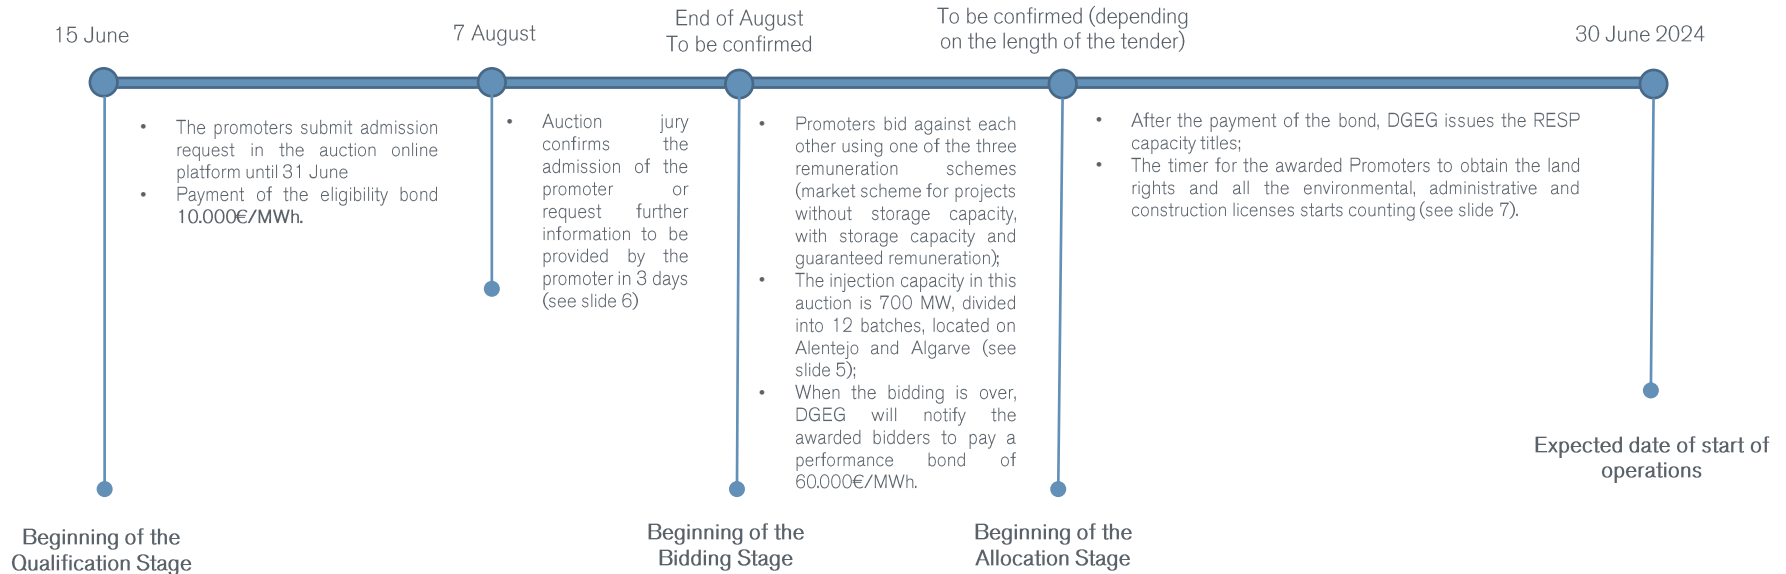 15 June
7 August
End of August
To be confirmed
To be confirmed (depending
on the length of the tender)
30 June 2024
• The promoters submit admission
request in the auction online
platform until 31 June
• Payment of the eligibility bond
10.000€/MWh.
• Auction jury
confirms the
admission of the
promoter or
request further
information to be
provided by the
promoter in 3 days
(see slide 6)
• Promoters bid against each
other using one of the three
remuneration schemes
(market scheme for projects
without storage capacity,
with storage capacity and
guaranteed remuneration);
• The injection capacity in this
auction is 700 MW, divided
into 12 batches, located on
Alentejo and Algarve (see
slide 5);
• When the bidding is over,
DGEG will notify the
awarded bidders to pay a
performance bond of
60.000€/MWh.
• After the payment of the bond, DGEG issues the RESP
capacity titles;
• The timer for the awarded Promoters to obtain the land
rights and all the environmental, administrative and
construction licenses starts counting (see slide 7).
Expected date of start of
operations
Beginning of the
Qualification Stage
Beginning of the
Bidding Stage
Beginning of the
Allocation Stage